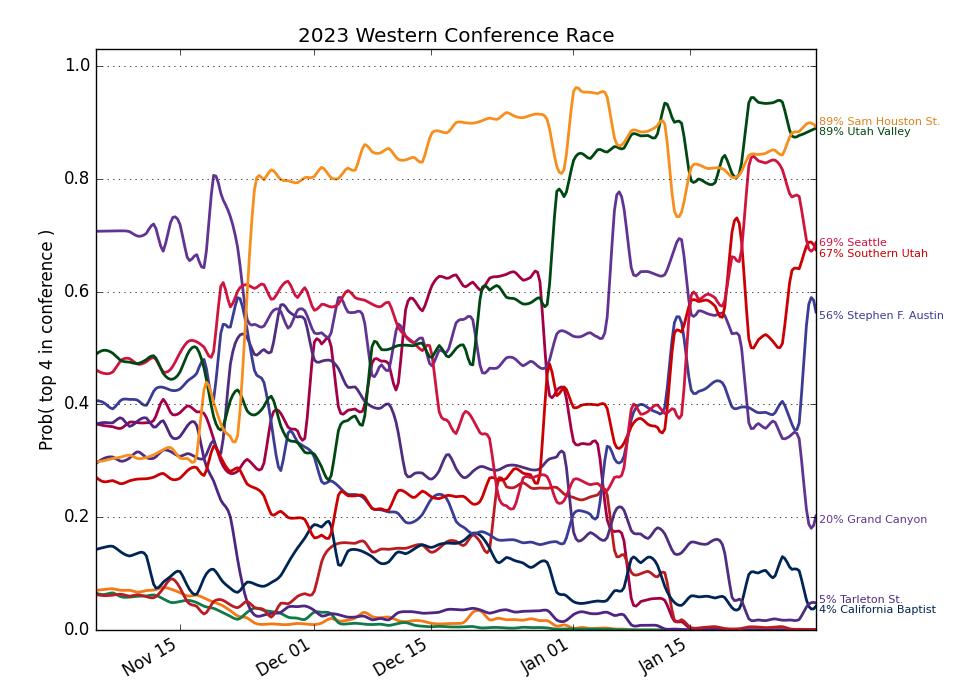 2023 Western Conference Race
Prob( top 4 in conference )
1.0
0.8
0.6
0.4
0.2
0.0
Nov 15
Dec 01
Dec 15
Jan 01
Jan 15
89% Sam Houston St.
89% Utah Valley
69% Seattle
67% Southern Utah
56% Stephen F. Austin
20% Grand Canyon
5% Tarleton St.
4% California Baptist